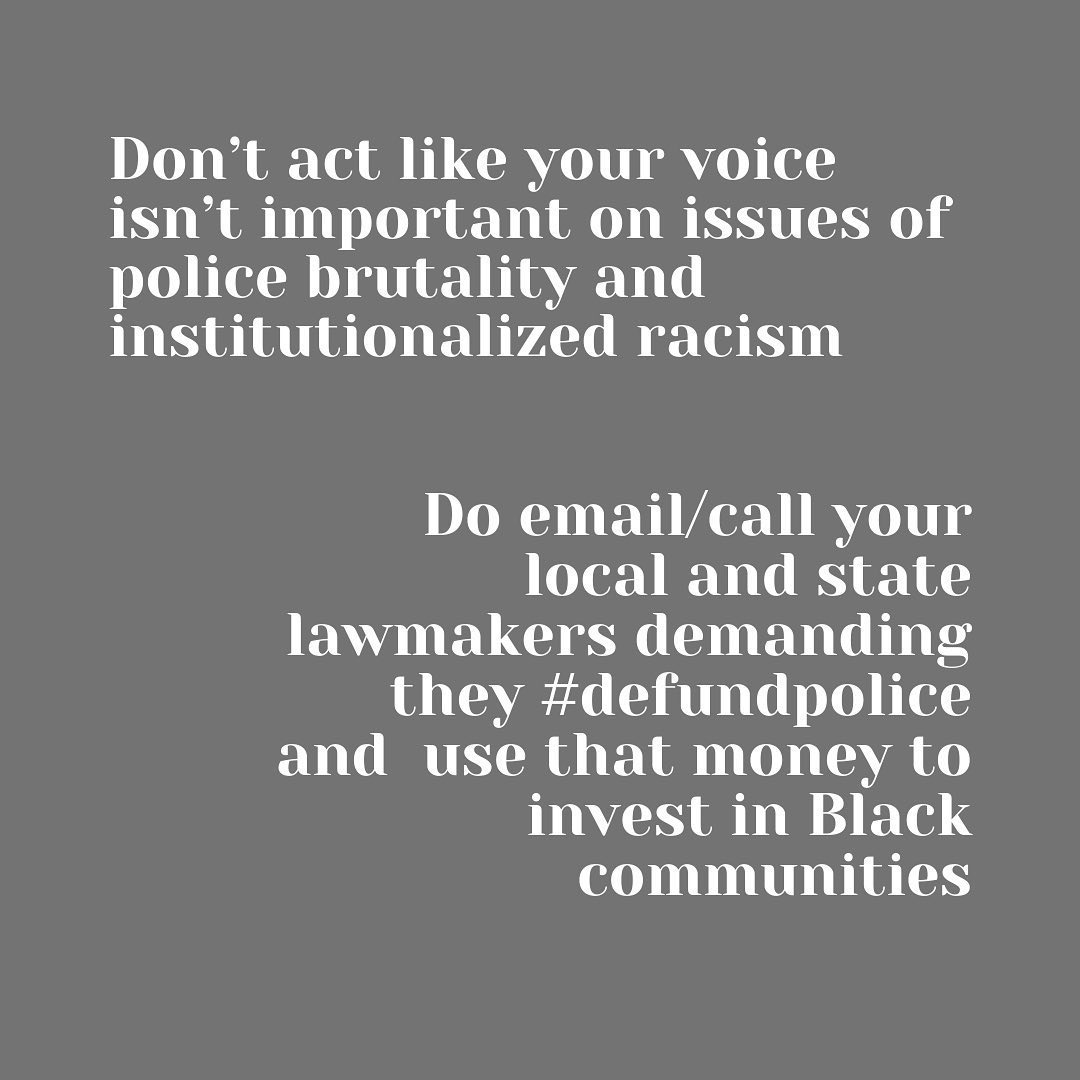 Don’t act like your voice
isn’t important on issues of
police brutality and
institutionalized racism
Do email/call your
local and state
lawmakers demanding
they #defundpolice
and  use that money to
invest in Black
communities